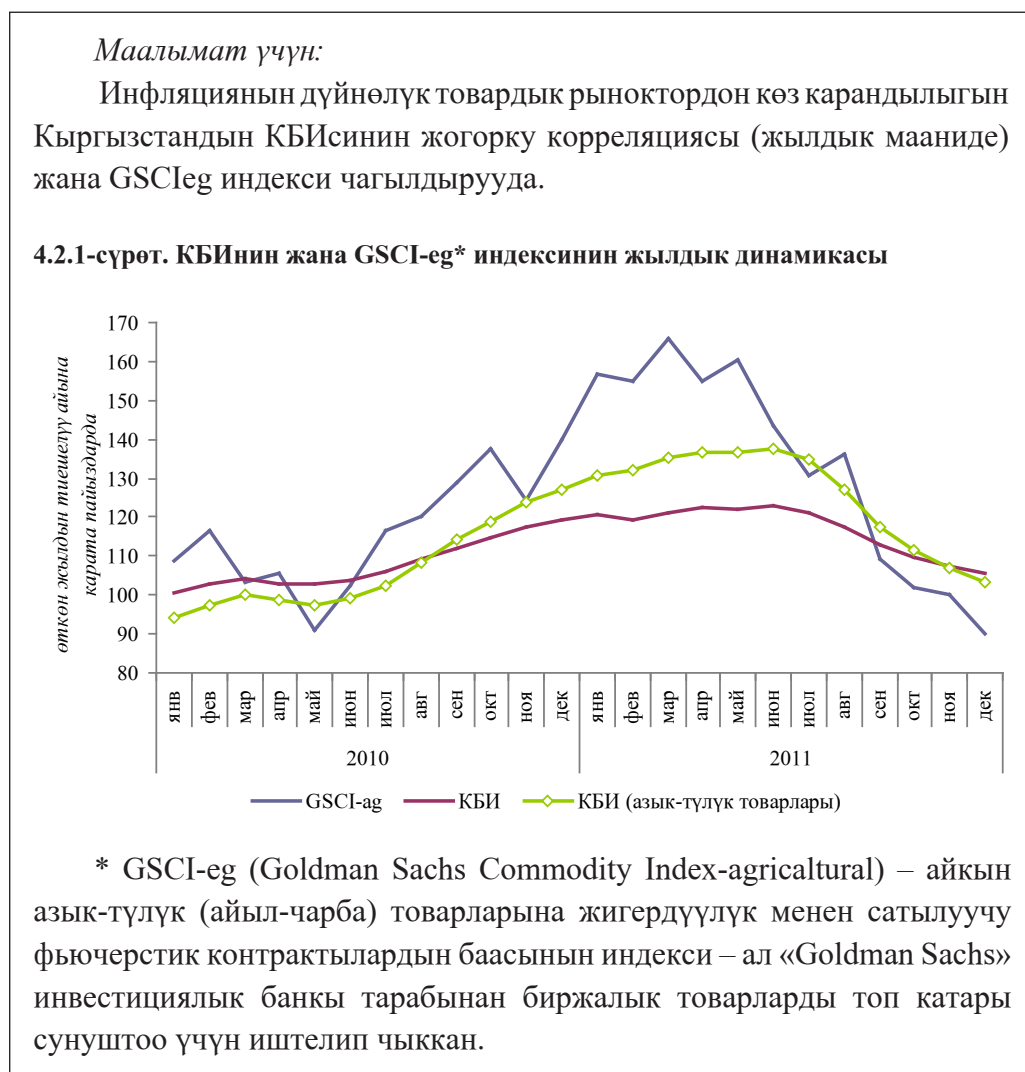 Маалымат үчүн:
Инфляциянын дүйнөлүк товардык рыноктордон көз карандылыгын
Кыргызстандын КБИсинин жогорку корреляциясы (жылдык мааниде)
жана GSCIeg индекси чагылдырууда.
4.2.1-сүрөт. КБИнин жана GSCI-eg* индексинин жылдык динамикасы
өткөн жылдын тиешелүү айына
карата пайыздарда
170
160
150
140
130
120
110
100
90
80
янв фев мар апр май июн июл авг сен окт ноя дек янв фев мар апр май июн июл авг сен окт ноя дек
2010 2011
GSCI-ag КБИ КБИ (азык-түлүк товарлары)
* GSCI-eg (Goldman Sachs Commodity Index-agricaltural) – айкын
азык-түлүк (айыл-чарба) товарларына жигердүүлүк менен сатылуучу
фьючерстик контрактылардын баасынын индекси – ал «Goldman Sachs»
инвестициялык банкы тарабынан биржалык товарларды топ катары
сунуштоо үчүн иштелип чыккан.